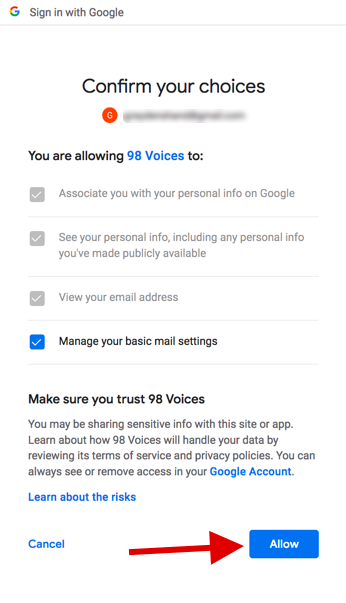 Sign in with Google
Confirm your choices
G
You are allowing 98 Voices to:
Associate you with your personal info on Google
See your personal info, including any personal info
you've made publicly available
View your email address
Manage your basic mail settings
Make sure you trust 98 Voices
You may be sharing sensitive info with this site or app.
Learn about how 98 Voices will handle your data by
reviewing its terms of service and privacy policies. You can
always see or remove access in your Google Account.
Learn about the risks
Cancel
Allow